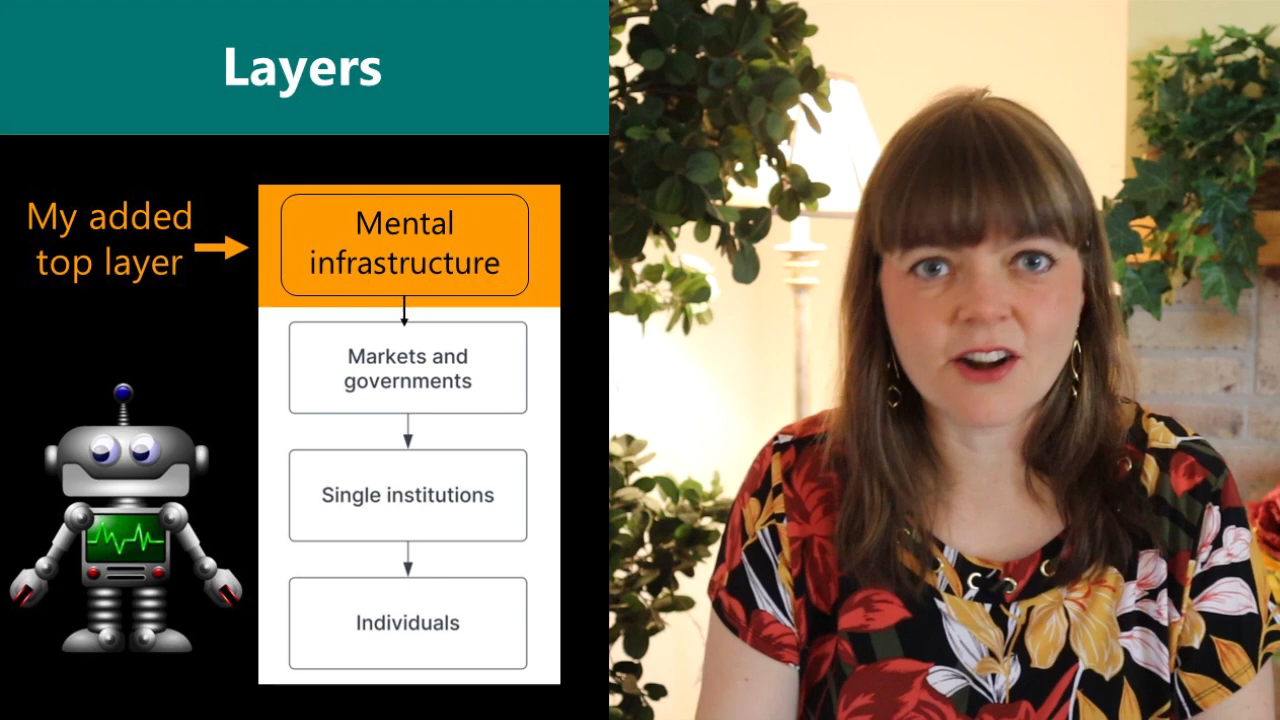 Layers
My added
top layer
Mental
infrastructure
Markets and
governments
Single institutions
Individuals